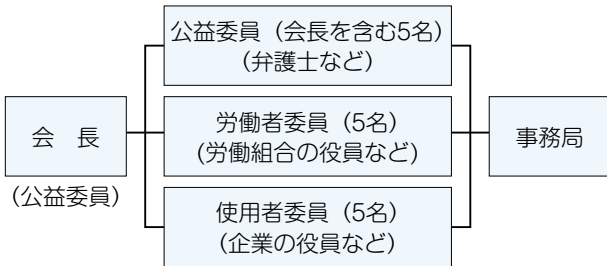 公益委員（会長を含む5名）
（弁護士など）
会　長
（公益委員）
労働者委員（5名）
（労働組合の役員など）
使用者委員（5名）
（企業の役員など）
事務局